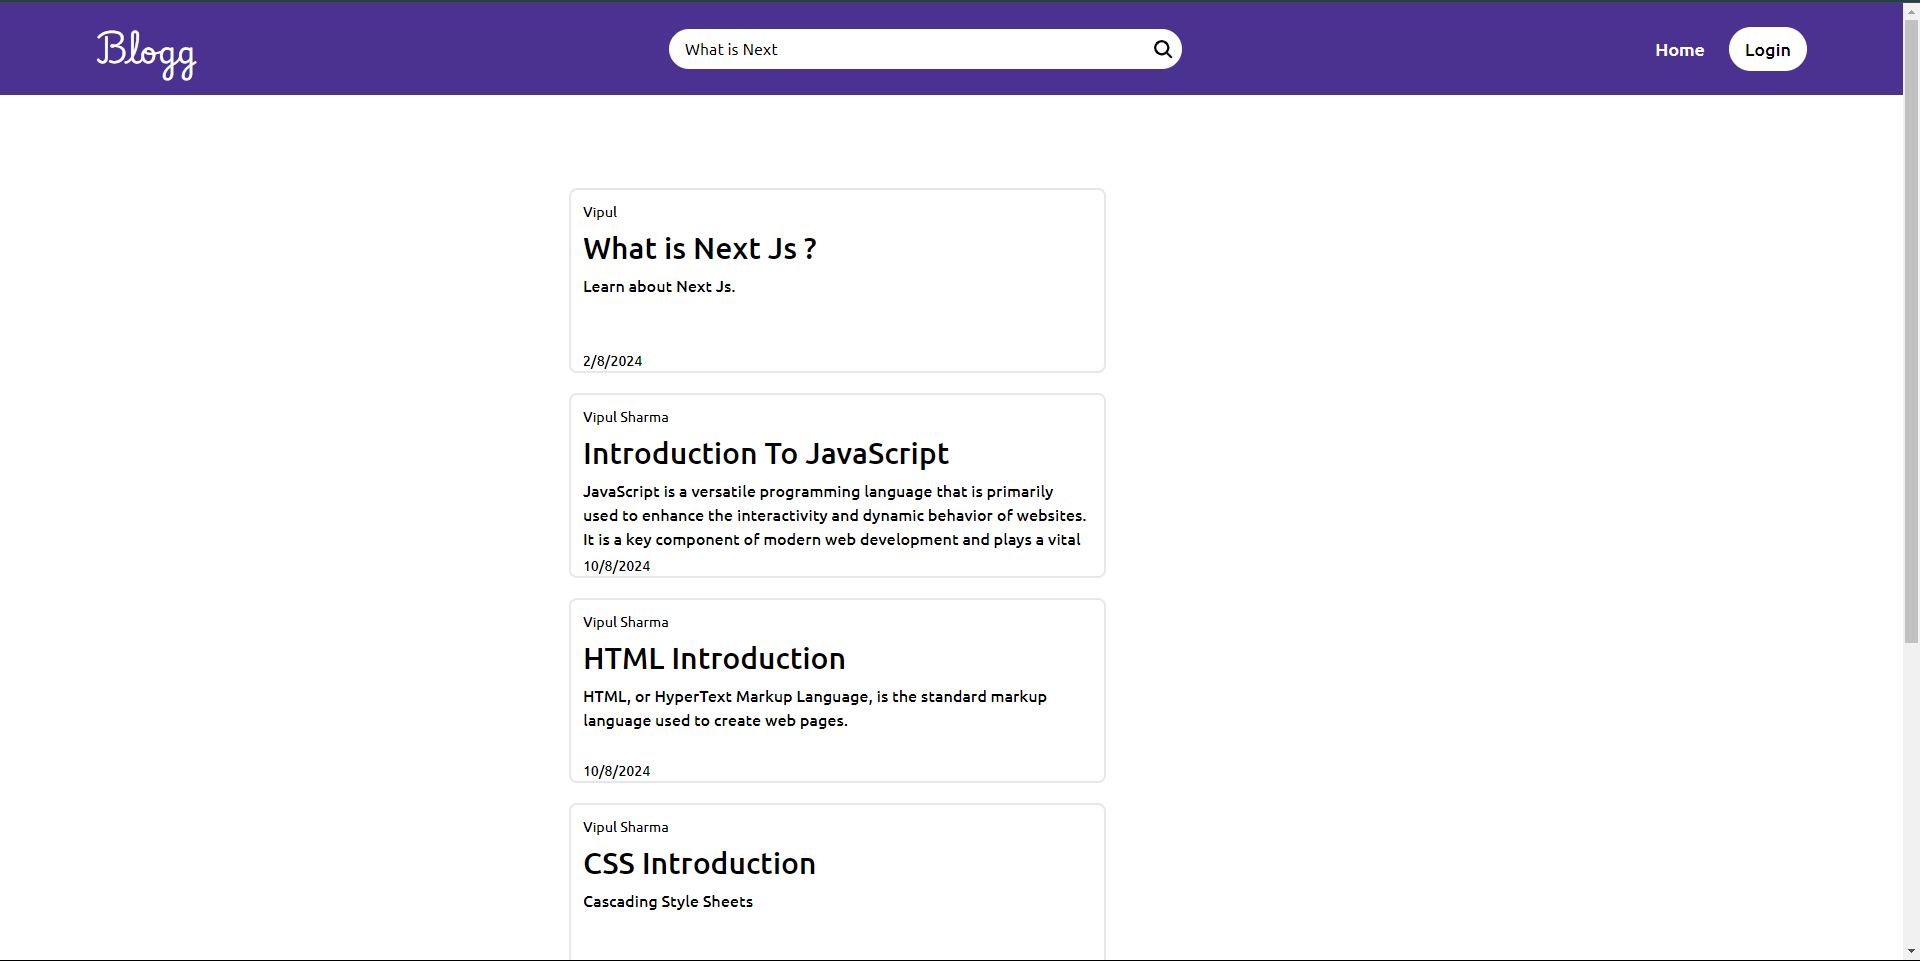 Blogg
What is Next
Home
Login
Vipul
What is Next Js ?
Learn about Next Js.
2/8/2024
Vipul Sharma
Introduction To JavaScript
JavaScript is a versatile programming language that is primarily
used to enhance the interactivity and dynamic behavior of websites.
It is a key component of modern web development and plays a vital
10/8/2024
Vipul Sharma
HTML Introduction
HTML, or HyperText Markup Language, is the standard markup
language used to create web pages.
10/8/2024
Vipul Sharma
CSS Introduction
Cascading Style Sheets